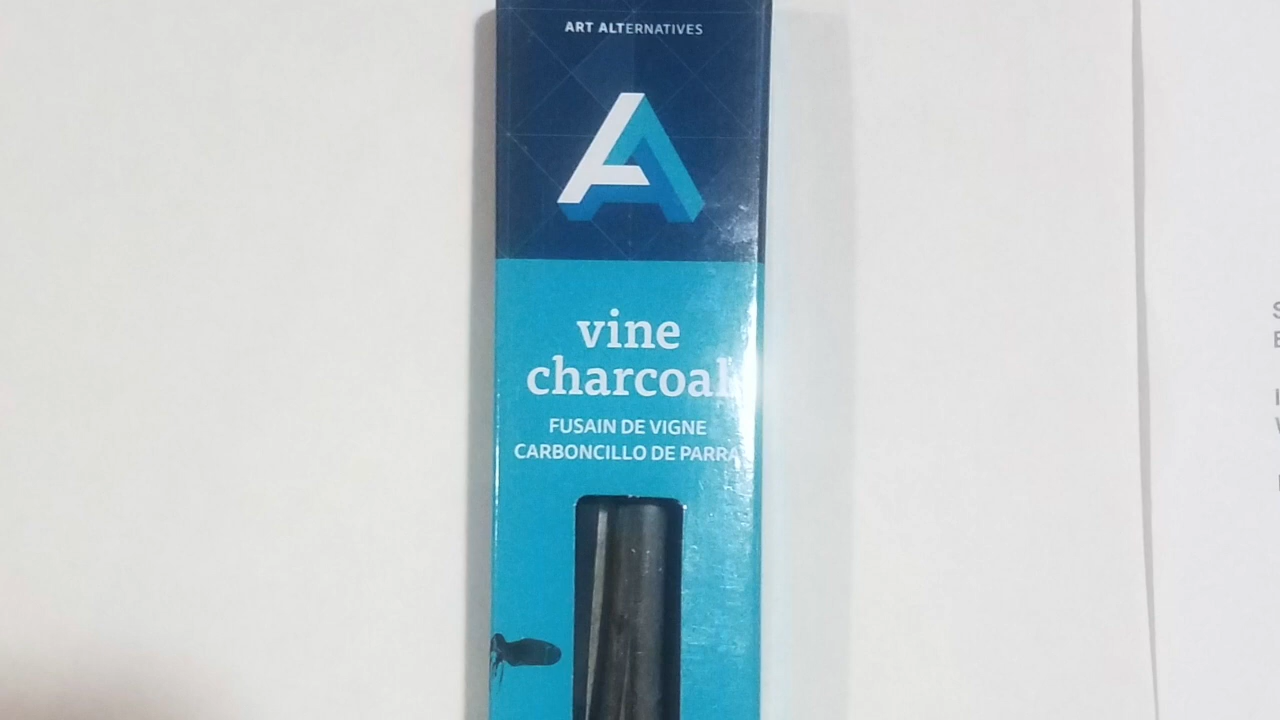 ART ALTERNATIVES
vine
charcoal
FUSAIN DE VIGNE
CARBONCILLO DE PARRA